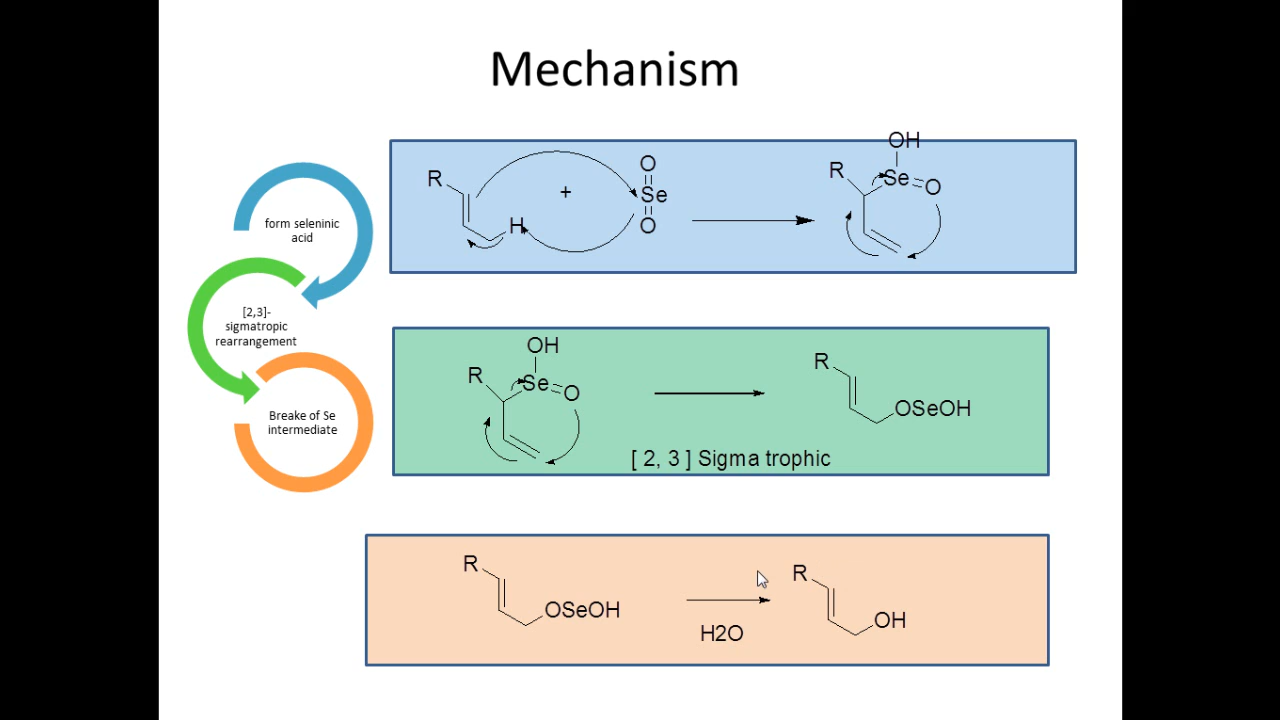 Mechanism
form seleninic
acid
[2,3]-
sigmatropic
rearrangement
Breake of Se
intermediate
R
H
+
O
Se
O
OH
R
Se
O
OH
R
Se
O
R
OSeOH
[ 2, 3 ] Sigma trophic
R
OSeOH
H2O
R
OH